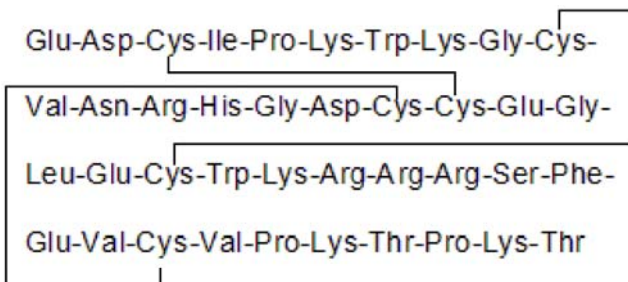 Glu-Asp-Cys-Ile-Pro-Lys-Trp-Lys-Gly-Cys-
Val-Asn-Arg-His-Gly-Asp-Cys-Cys-Glu-Gly-
Leu-Glu-Cys-Trp-Lys-Arg-Arg-Arg-Ser-Phe-
Glu-Val-Cys-Val-Pro-Lys-Thr-Pro-Lys-Thr